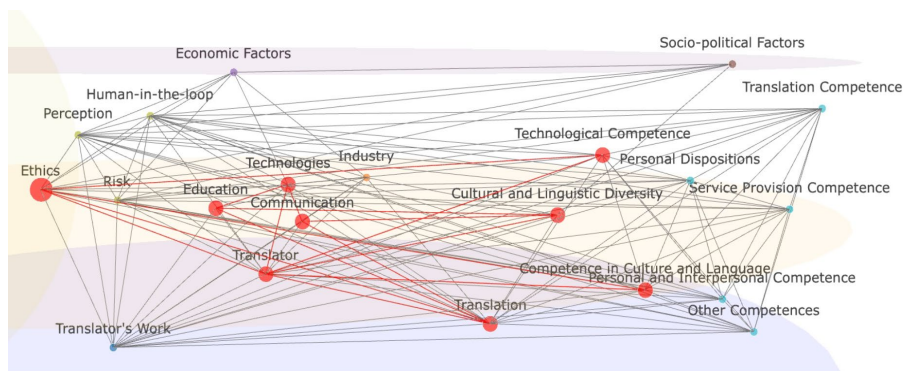 Socio-political Factors
Economic Factors
Translation Competence
Human-in-the-loop
Perception
Technological Competence
Industry
Personal Dispositions
Technologies
Ethics
Risk
Education
Service Provision Competence
Cultural and Linguistic Diversity
Communication
Translator
Competence in Culture and Language
Personal and Interpersonal Competence
Translation
Other Competences
Translator's Work